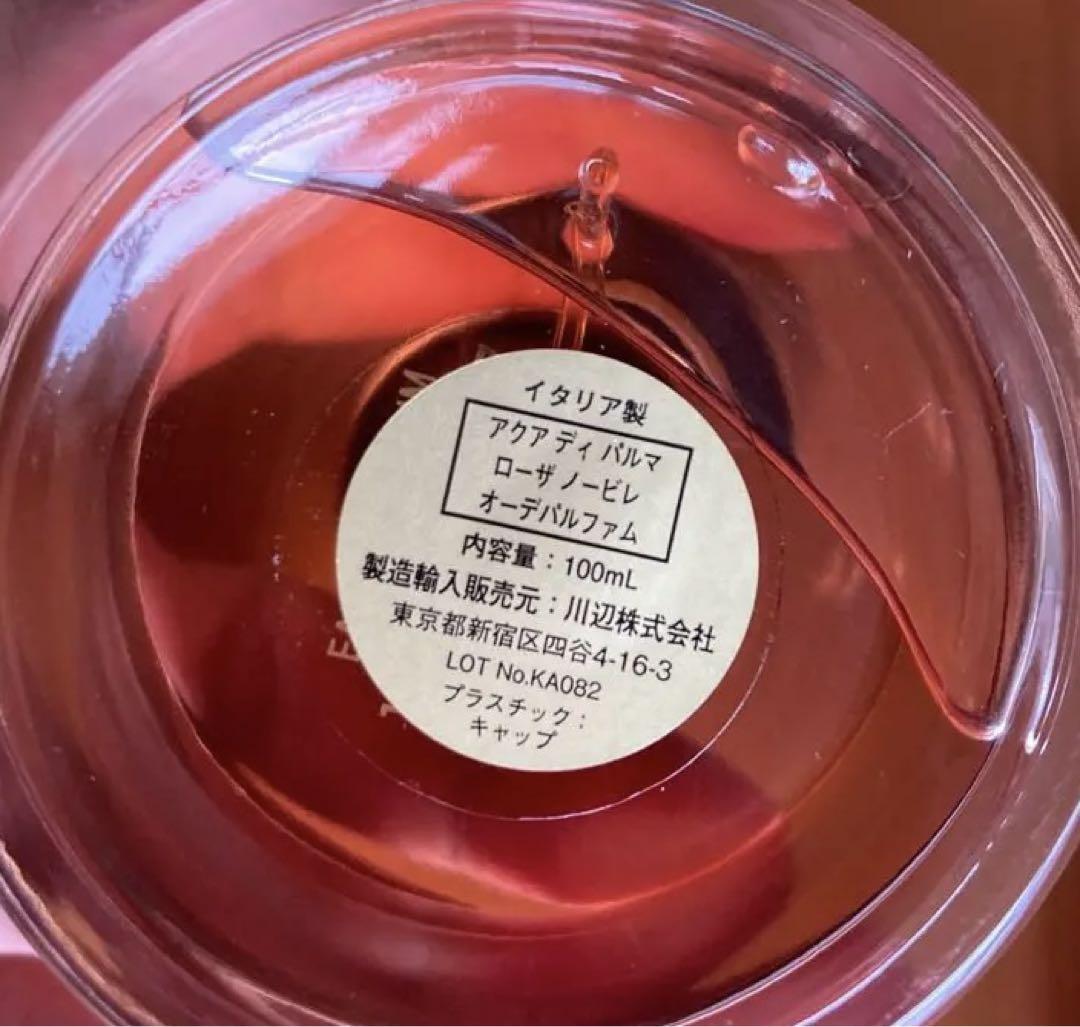 イタリア製
アクア ディ パルマ
ローザ ノービレ
オーデパルファム
内容量：100mL
製造輸入販売元：川辺株式会社
東京都新宿区四谷4-16-3
LOT No.KA082
プラスチック：
キャップ